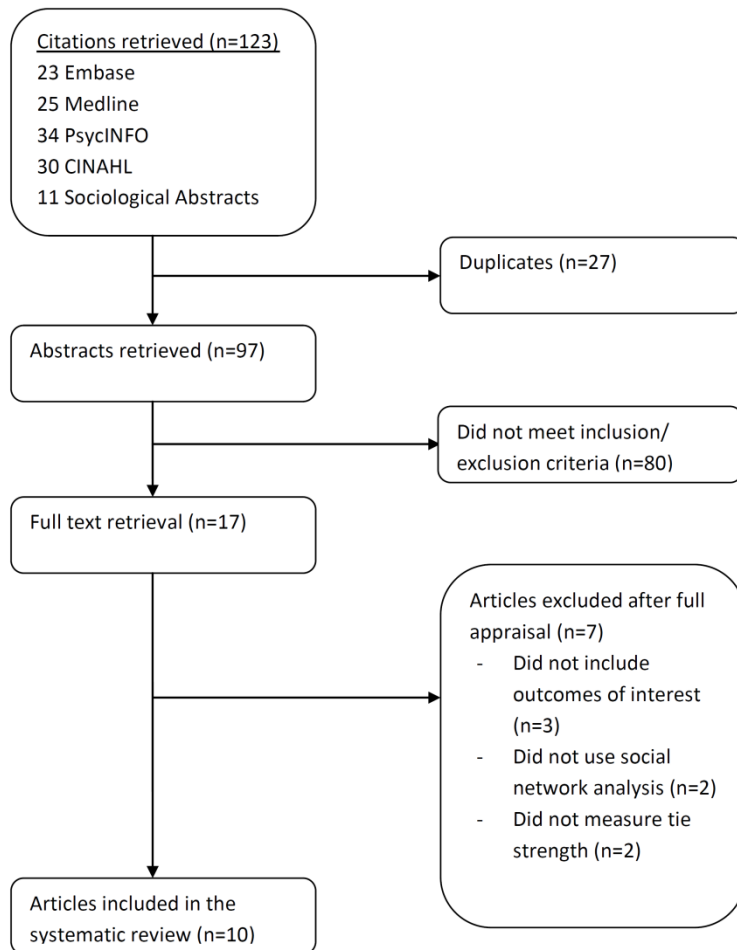 Citations retrieved (n=123)
23 Embase
25 Medline
34 PsycINFO
30 CINAHL
11 Sociological Abstracts
Duplicates (n=27)
Abstracts retrieved (n=97)
Did not meet inclusion/
exclusion criteria (n=80)
Full text retrieval (n=17)
Articles excluded after full
appraisal (n=7)
- Did not include
outcomes of interest
(n=3)
- Did not use social
network analysis (n=2)
- Did not measure tie
strength (n=2)
Articles included in the
systematic review (n=10)